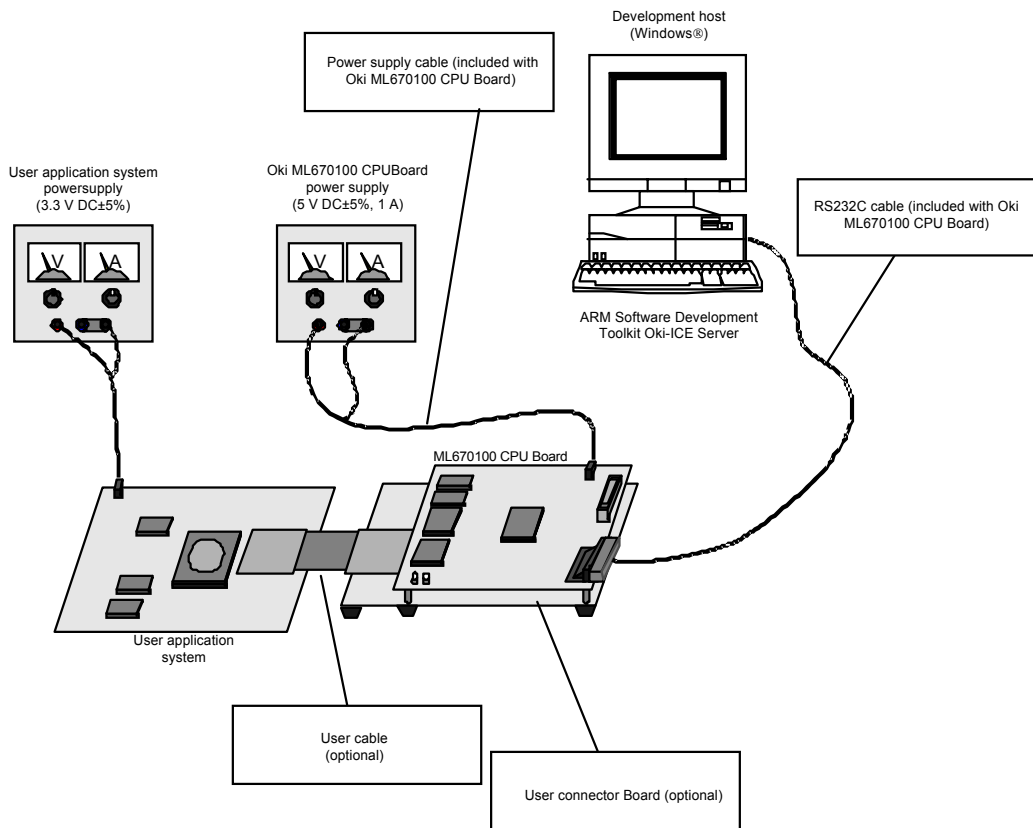 Development host
(Windows®)
Power supply cable (included with
Oki ML670100 CPU Board)
User application system
powersupply
(3.3 V DC±5%)
Oki ML670100 CPUBoard
power supply
(5 V DC±5%, 1 A)
RS232C cable (included with Oki
ML670100 CPU Board)
V
A
V
A
ARM Software Development
Toolkit Oki-ICE Server
ML670100 CPU Board
User application
system
User cable
(optional)
User connector Board (optional)